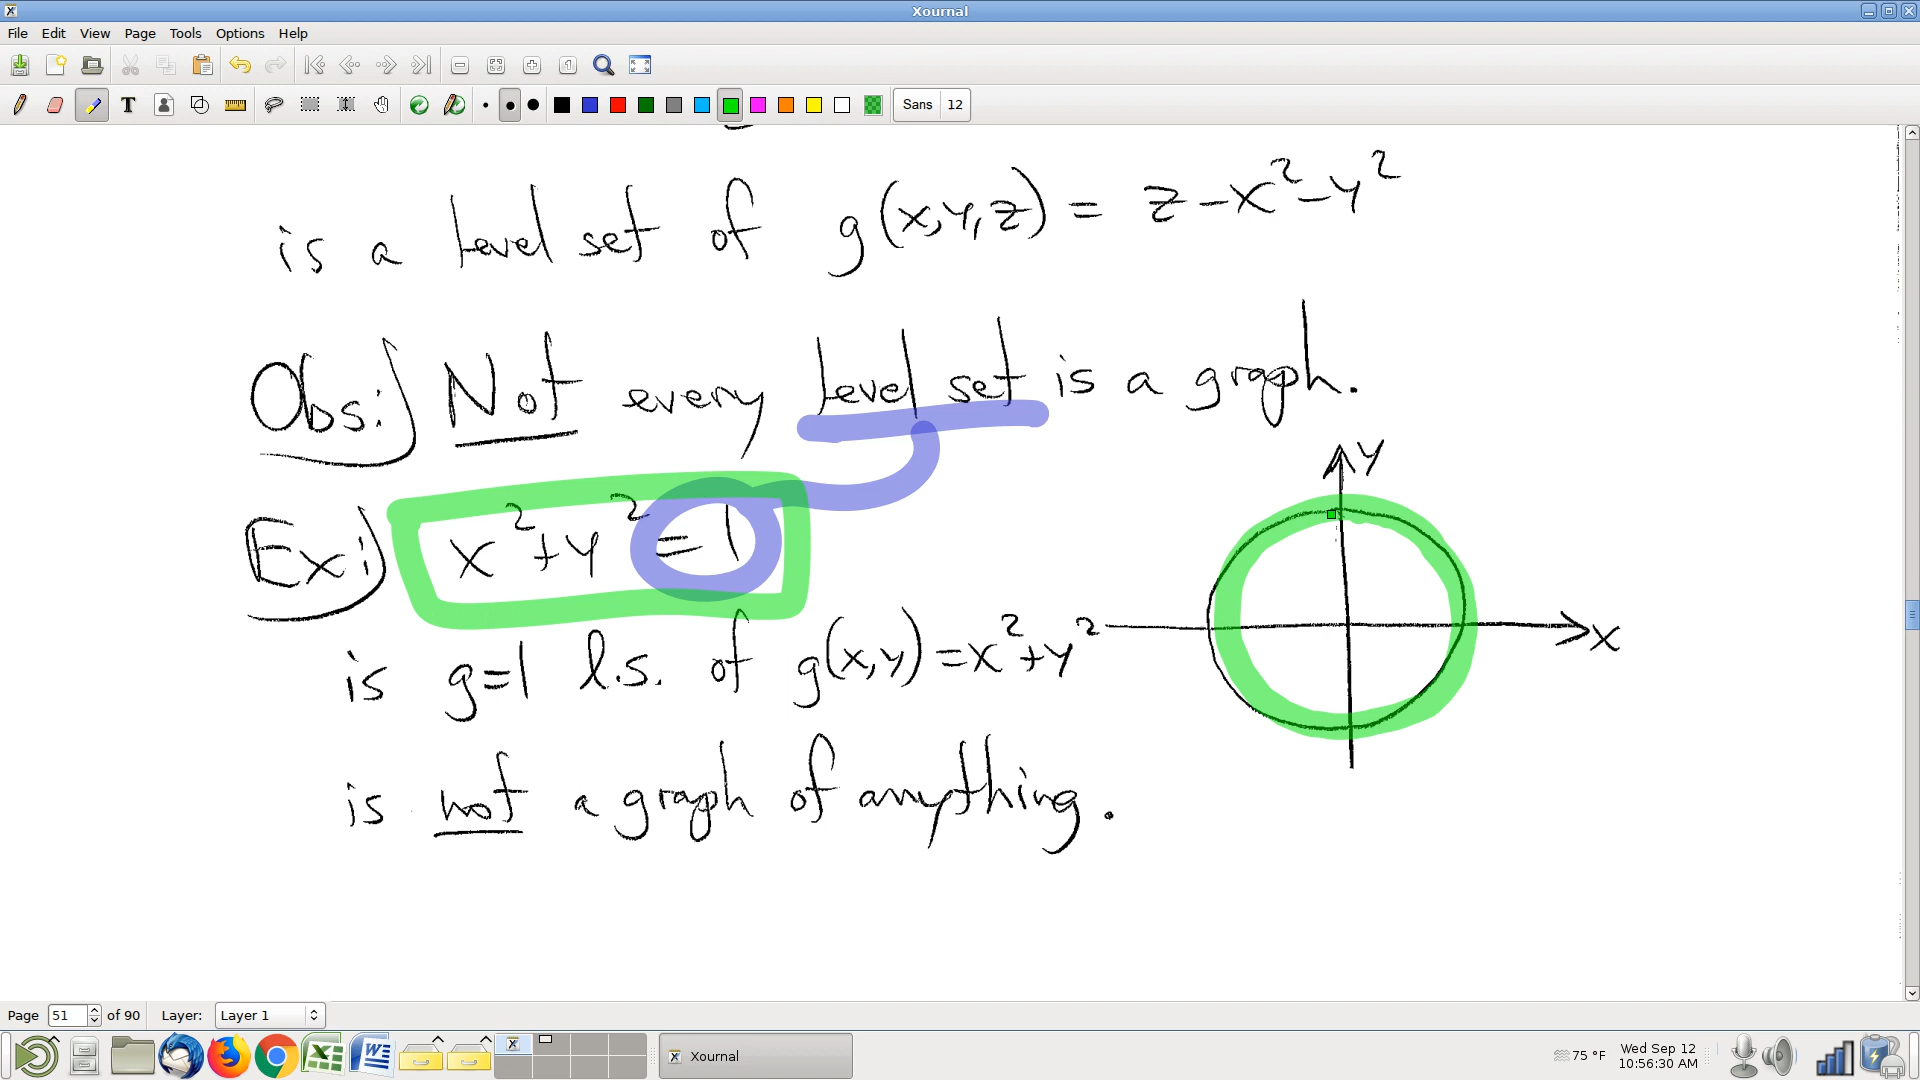 Xournal
File Edit View Page Tools Options Help
Sans 12
is a level set of g(x,y,z) = z-x²-y²
Obs:) Not every level set is a graph.
Ex:) x²+y²=1
y
x
is g=1 l.s. of g(x,y)=x²+y²
is not a graph of anything.
Page 51 of 90 Layer: Layer 1
Xournal
75 °F
Wed Sep 12
10:56:30 AM